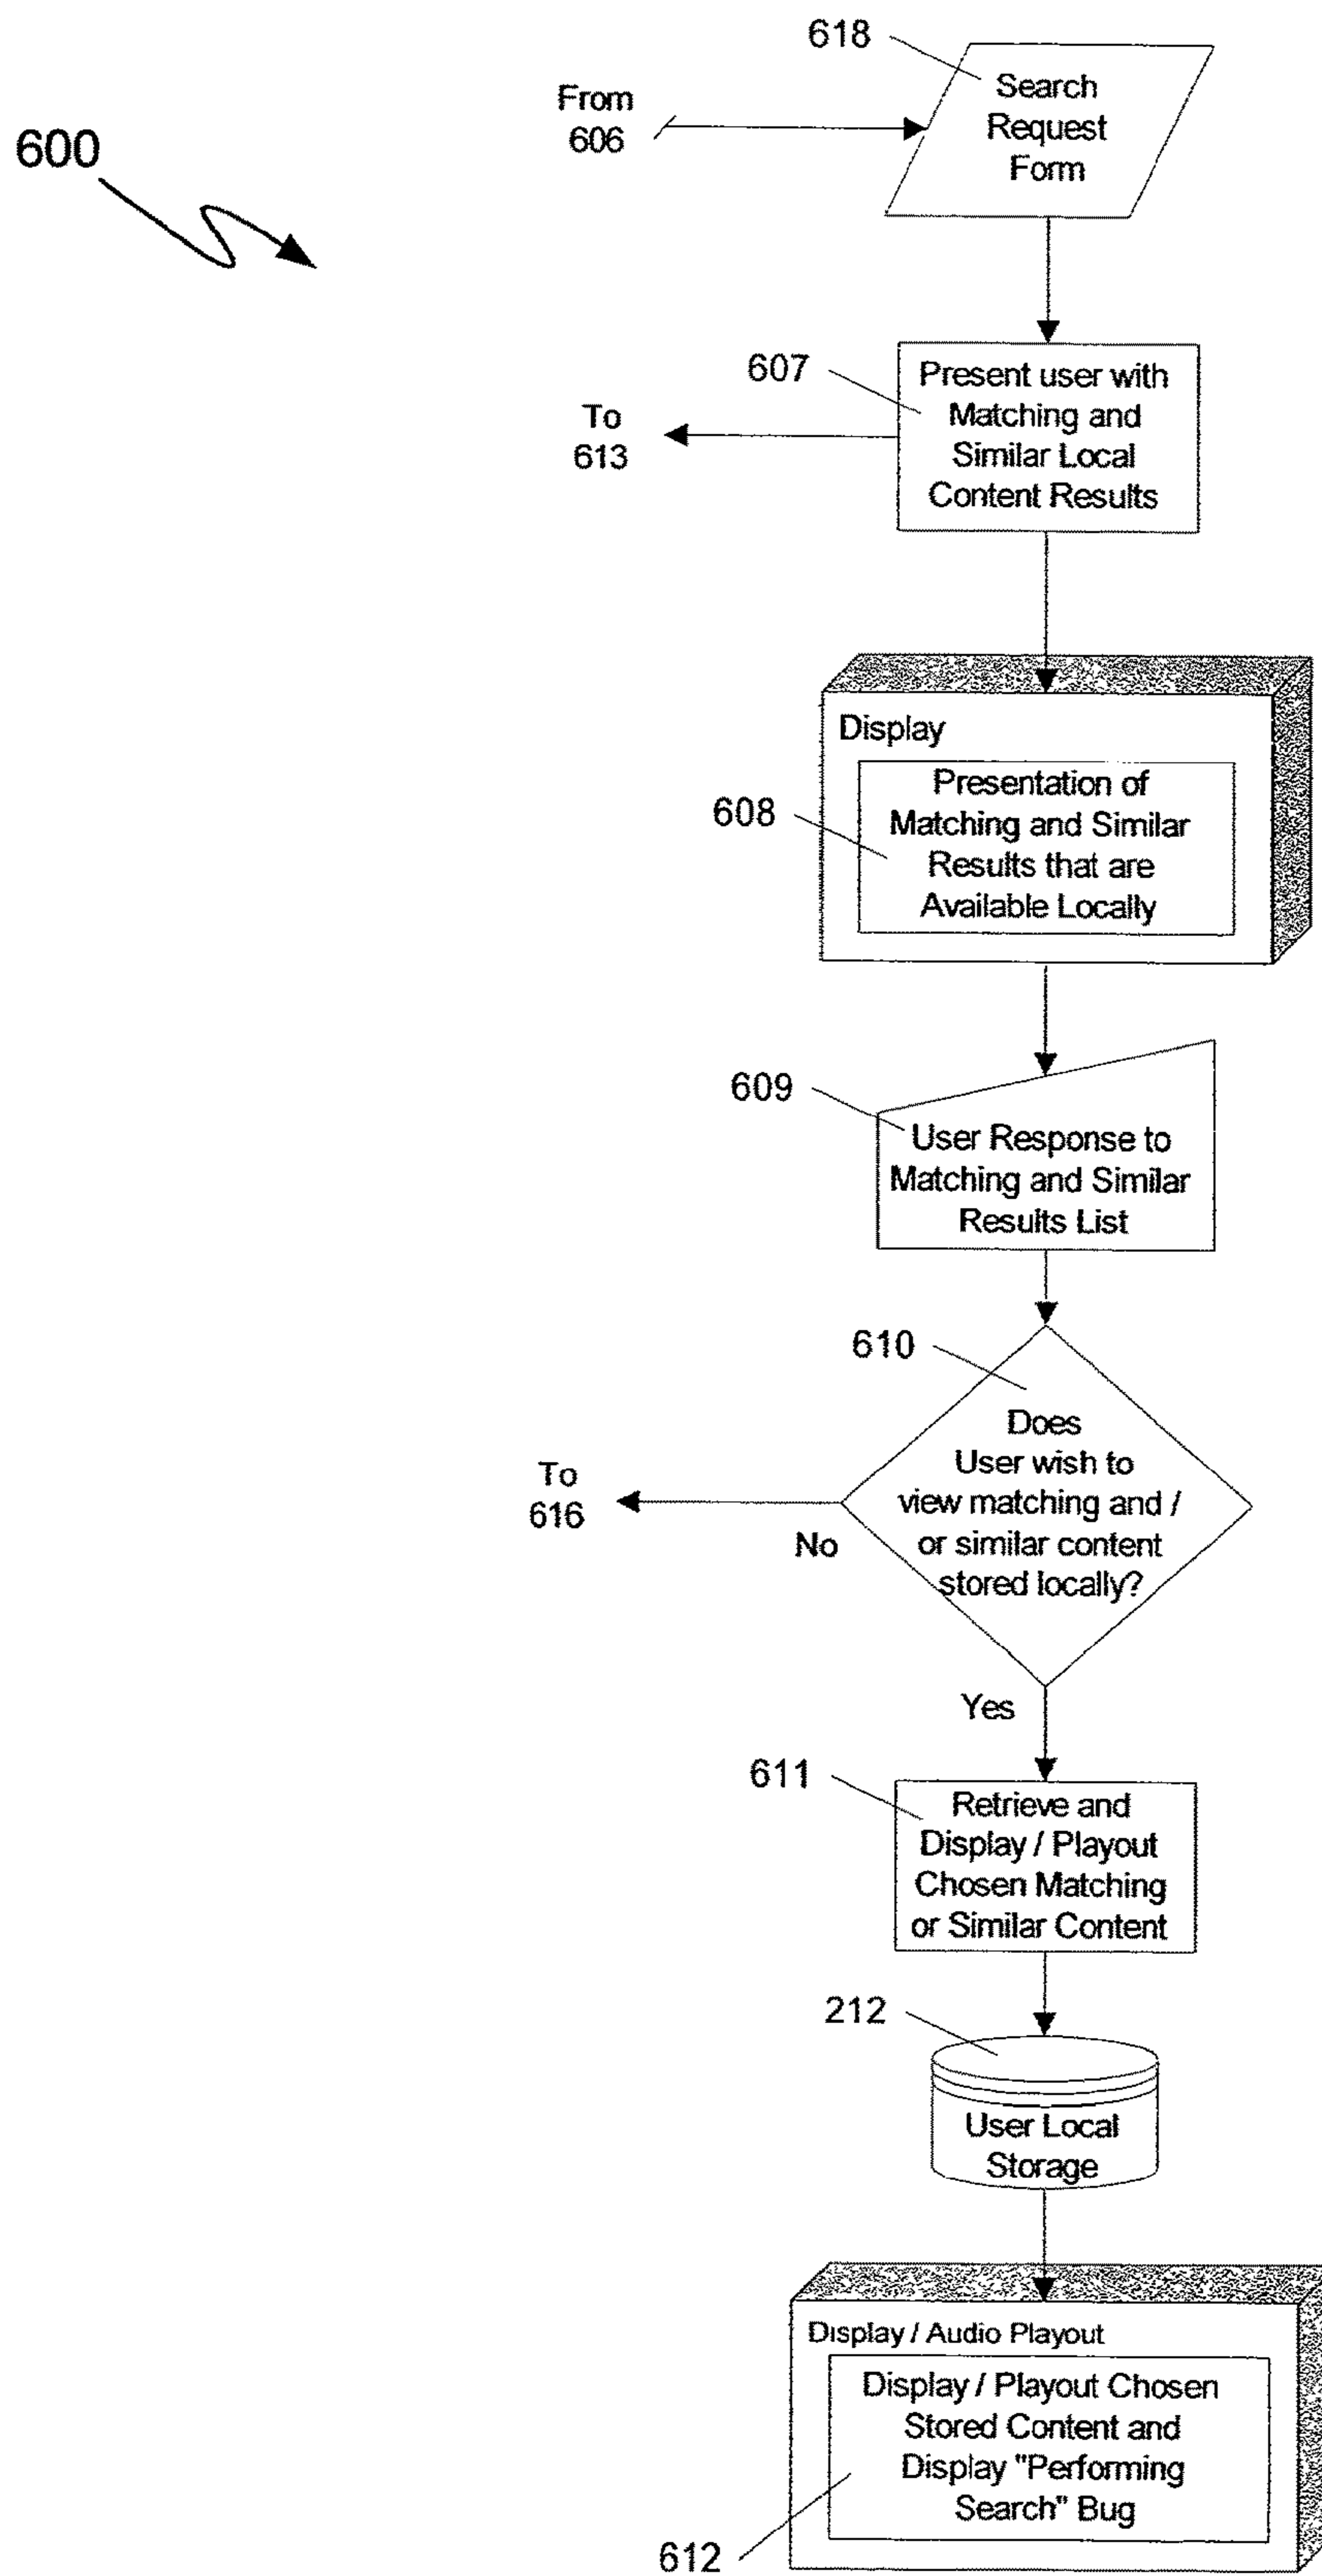 600
618
Search
Request
Form
From
606
607
Present user with
Matching and
Similar Local
Content Results
To
613
Display
608
Presentation of
Matching and Similar
Results that are
Available Locally
609
User Response to
Matching and Similar
Results List
610
Does
User wish to
view matching and /
or similar content
stored locally?
To
616
No
Yes
611
Retrieve and
Display / Playout
Chosen Matching
or Similar Content
212
User Local
Storage
Display / Audio Playout
Display / Playout Chosen
Stored Content and
Display "Performing
Search" Bug
612